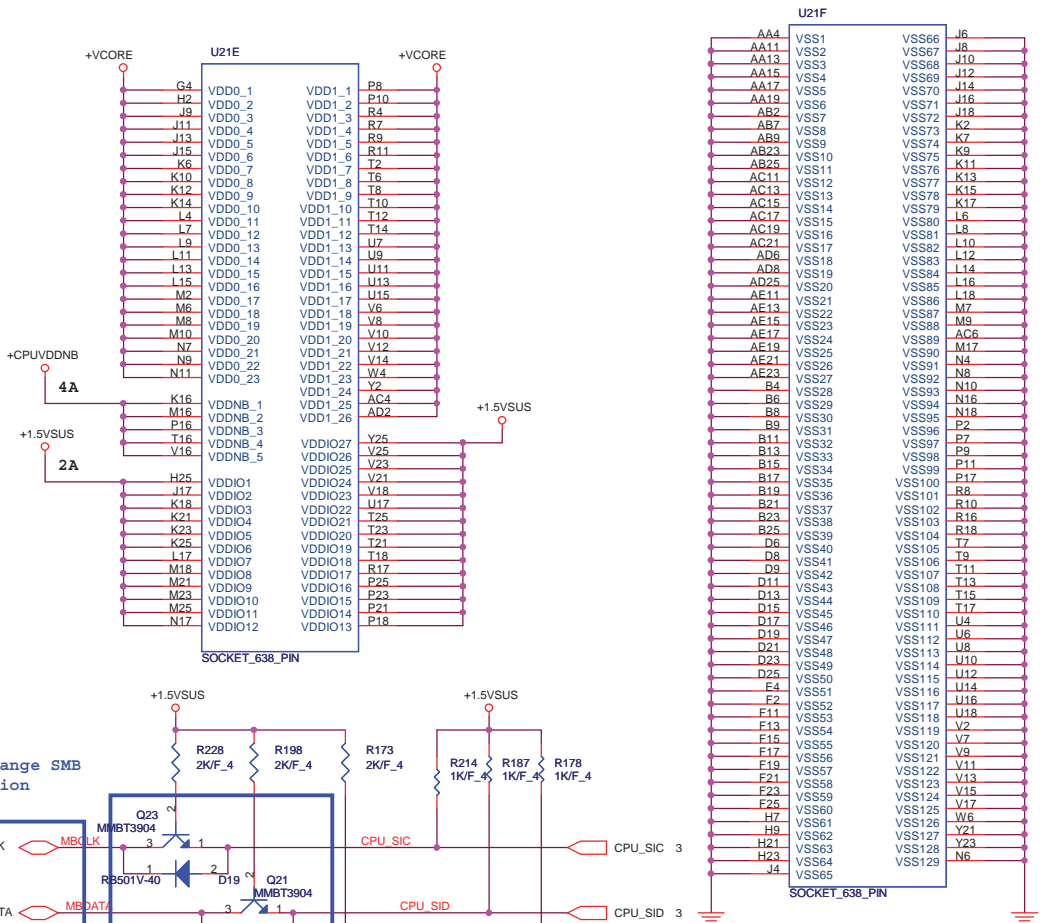 U21E
+VCORE
+VCORE
G4 VDD0_1 VDD1_1 P8
H2 VDD0_2 VDD1_2 P10
J9 VDD0_3 VDD1_3 R4
J11 VDD0_4 VDD1_4 R7
J13 VDD0_5 VDD1_5 R9
J15 VDD0_6 VDD1_6 R11
K6 VDD0_7 VDD1_7 T2
K10 VDD0_8 VDD1_8 T6
K12 VDD0_9 VDD1_9 T8
K14 VDD0_10 VDD1_10 T10
L4 VDD0_11 VDD1_11 T12
L7 VDD0_12 VDD1_12 T14
L9 VDD0_13 VDD1_13 U7
L11 VDD0_14 VDD1_14 U9
L13 VDD0_15 VDD1_15 U11
L15 VDD0_16 VDD1_16 U13
M2 VDD0_17 VDD1_17 U15
M6 VDD0_18 VDD1_18 V6
M8 VDD0_19 VDD1_19 V8
M10 VDD0_20 VDD1_20 V10
N7 VDD0_21 VDD1_21 V12
N9 VDD0_22 VDD1_22 V14
N11 VDD0_23 VDD1_23 W4
VDD1_24 Y2
+CPUVDDNB
4A
K16 VDDNB_1 VDD1_25 AC4
M16 VDDNB_2 VDD1_26 AD2
P16 VDDNB_3
T16 VDDNB_4
V16 VDDNB_5
+1.5VSUS
+1.5VSUS
2A
VDDIO27 Y25
VDDIO26 V25
VDDIO25 V23
H25 VDDIO1 VDDIO24 V21
J17 VDDIO2 VDDIO23 V18
K18 VDDIO3 VDDIO22 U17
K21 VDDIO4 VDDIO21 T25
K23 VDDIO5 VDDIO20 T23
K25 VDDIO6 VDDIO19 T21
L17 VDDIO7 VDDIO18 T18
M18 VDDIO8 VDDIO17 R17
M21 VDDIO9 VDDIO16 P25
M23 VDDIO10 VDDIO15 P23
M25 VDDIO11 VDDIO14 P21
N17 VDDIO12 VDDIO13 P18
SOCKET_638_PIN
U21F
AA4 VSS1 VSS66 J6
AA11 VSS2 VSS67 J8
AA13 VSS3 VSS68 J10
AA15 VSS4 VSS69 J12
AA17 VSS5 VSS70 J14
AA19 VSS6 VSS71 J16
AB2 VSS7 VSS72 J18
AB7 VSS8 VSS73 K2
AB9 VSS9 VSS74 K7
AB23 VSS10 VSS75 K9
AB25 VSS11 VSS76 K11
AC11 VSS12 VSS77 K13
AC13 VSS13 VSS78 K15
AC15 VSS14 VSS79 K17
AC17 VSS15 VSS80 L6
AC19 VSS16 VSS81 L8
AC21 VSS17 VSS82 L10
AD6 VSS18 VSS83 L12
AD8 VSS19 VSS84 L14
AD25 VSS20 VSS85 L16
AE11 VSS21 VSS86 L18
AE13 VSS22 VSS87 M7
AE15 VSS23 VSS88 M9
AE17 VSS24 VSS89 AC6
AE19 VSS25 VSS90 M17
AE21 VSS26 VSS91 N4
AE23 VSS27 VSS92 N8
B4 VSS28 VSS93 N10
B6 VSS29 VSS94 N16
B8 VSS30 VSS95 N18
B9 VSS31 VSS96 P2
B11 VSS32 VSS97 P7
B13 VSS33 VSS98 P9
B15 VSS34 VSS99 P11
B17 VSS35 VSS100 P17
B19 VSS36 VSS101 R8
B21 VSS37 VSS102 R10
B23 VSS38 VSS103 R16
B25 VSS39 VSS104 R18
D6 VSS40 VSS105 T7
D8 VSS41 VSS106 T9
D9 VSS42 VSS107 T11
D11 VSS43 VSS108 T13
D13 VSS44 VSS109 T15
D15 VSS45 VSS110 T17
D17 VSS46 VSS111 U4
D19 VSS47 VSS112 U6
D21 VSS48 VSS113 U8
D23 VSS49 VSS114 U10
D25 VSS50 VSS115 U12
E4 VSS51 VSS116 U14
F2 VSS52 VSS117 U16
F11 VSS53 VSS118 U18
F13 VSS54 VSS119 V2
F15 VSS55 VSS120 V7
F17 VSS56 VSS121 V9
F19 VSS57 VSS122 V11
F21 VSS58 VSS123 V13
F23 VSS59 VSS124 V15
F25 VSS60 VSS125 V17
H7 VSS61 VSS126 W6
H9 VSS62 VSS127 Y21
H21 VSS63 VSS128 Y23
H23 VSS64 VSS129 N6
J4 VSS65
SOCKET_638_PIN
+1.5VSUS
+1.5VSUS
R228 R198 R173
2K/F_4 2K/F_4 2K/F_4
R214 R187 R178
1K/F_4 1K/F_4 1K/F_4
ange SMB
ion
Q23 2
MMBT3904
K MBCLK 3 1 CPU_SIC CPU_SIC 3
1 2
RB501V-40 D19
2 Q21
MMBT3904
TA MBDATA 3 1 CPU_SID CPU_SID 3